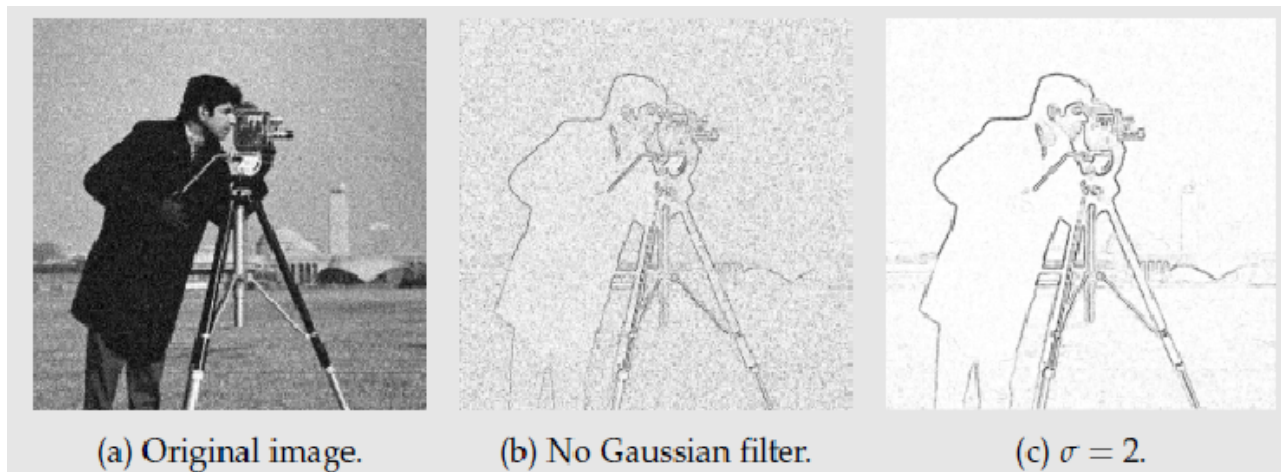 (a) Original image.
(b) No Gaussian filter.
(c) σ = 2.